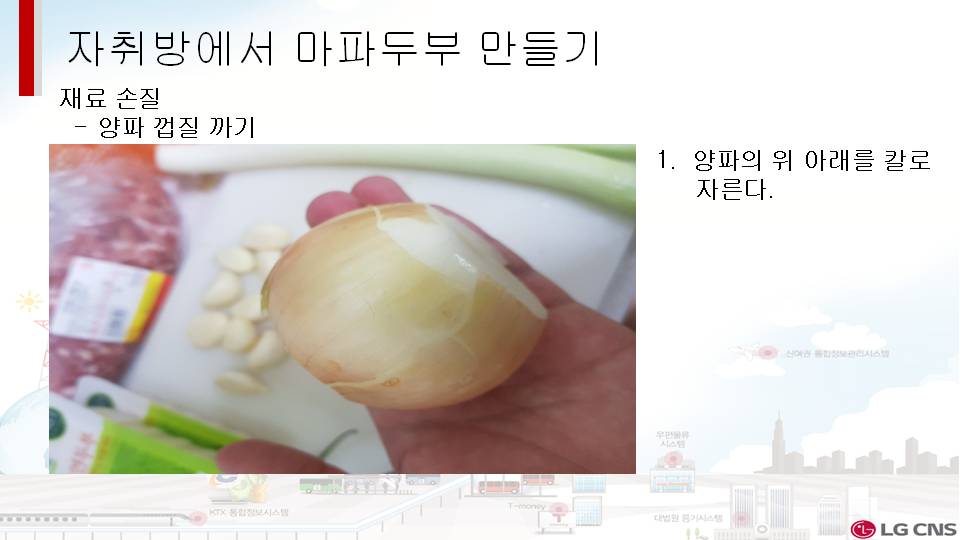 자취방에서 마파두부 만들기
재료 손질
- 양파 껍질 까기
1. 양파의 위 아래를 칼로
자른다.
신여권 통합정보관리시스템
우편물류
시스템
KTX 통합정보시스템
T-money
대법원 등기시스템
LG CNS